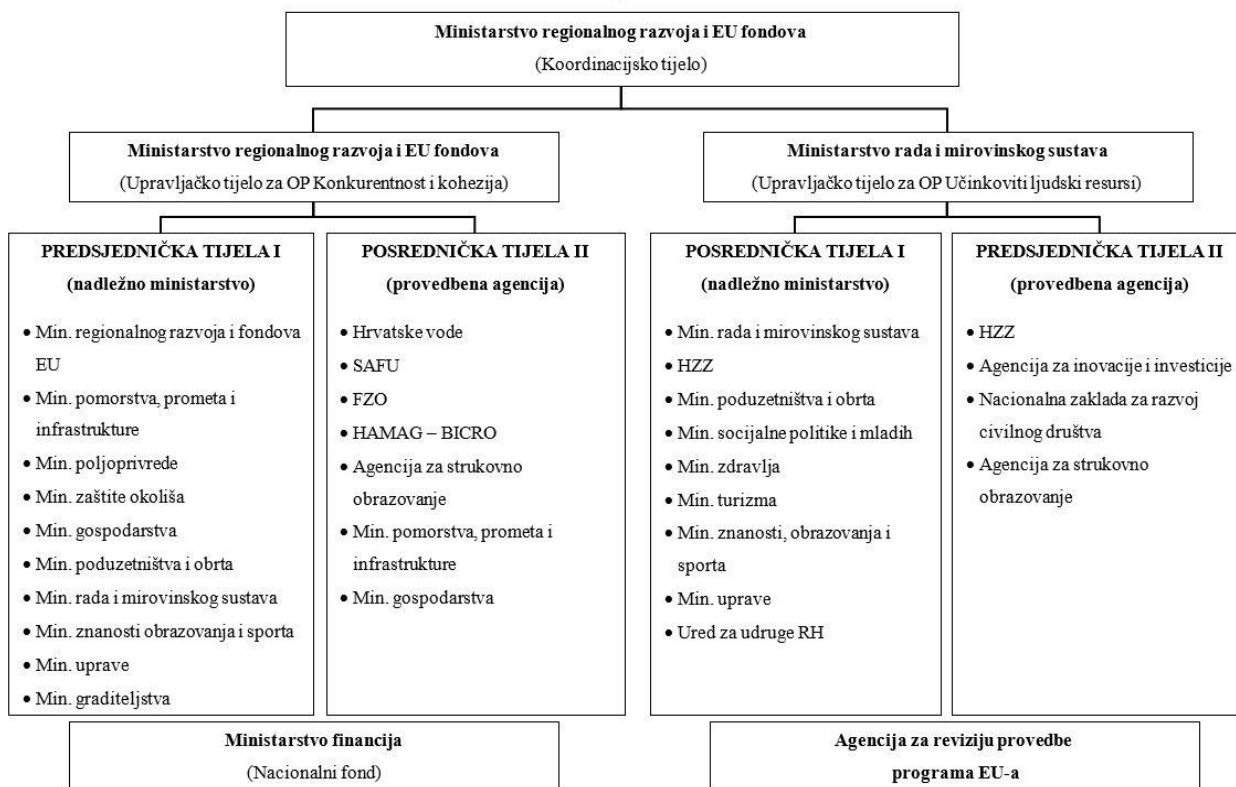 Ministarstvo regionalnog razvoja i EU fondova
(Koordinacijsko tijelo)
Ministarstvo regionalnog razvoja i EU fondova
(Upravljačko tijelo za OP Konkurentnost i kohezija)
Ministarstvo rada i mirovinskog sustava
(Upravljačko tijelo za OP Učinkoviti ljudski resursi)
PREDSJEDNIČKA TIJELA I
(nadležno ministarstvo)
• Min. regionalnog razvoja i fondova
EU
• Min. pomorstva, prometa i
infrastrukture
• Min. poljoprivrede
• Min. zaštite okoliša
• Min. gospodarstva
• Min. poduzetništva i obrta
• Min. rada i mirovinskog sustava
• Min. znanosti obrazovanja i sporta
• Min. uprave
• Min. graditeljstva
POSREDNIČKA TIJELA II
(provedbena agencija)
• Hrvatske vode
• SAFU
• FZO
• HAMAG – BICRO
• Agencija za strukovno
obrazovanje
• Min. pomorstva, prometa i
infrastrukture
• Min. gospodarstva
POSREDNIČKA TIJELA I
(nadležno ministarstvo)
• Min. rada i mirovinskog sustava
• HZZ
• Min. poduzetništva i obrta
• Min. socijalne politike i mladih
• Min. zdravlja
• Min. turizma
• Min. znanosti, obrazovanja i
sporta
• Min. uprave
• Ured za udruge RH
PREDSJEDNIČKA TIJELA II
(provedbena agencija)
• HZZ
• Agencija za inovacije i investicije
• Nacionalna zaklada za razvoj
civilnog društva
• Agencija za strukovno
obrazovanje
Ministarstvo financija
(Nacionalni fond)
Agencija za reviziju provedbe
programa EU-a